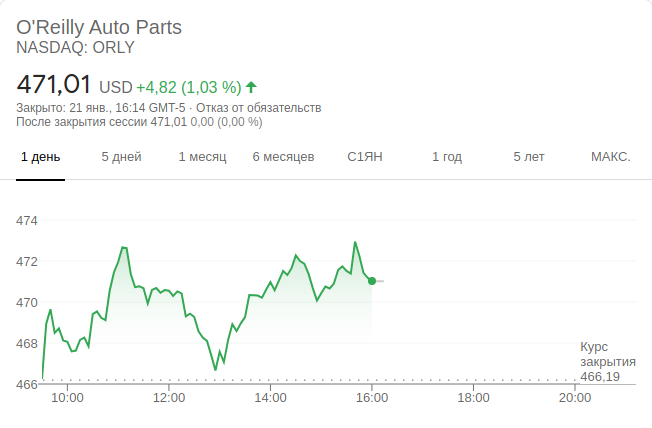 O'Reilly Auto Parts
NASDAQ: ORLY
471,01 USD +4,82 (1,03 %)
Закрыто: 21 янв., 16:14 GMT-5 · Отказ от обязательств
После закрытия сессии 471,01 0,00 (0,00 %)
1 день 5 дней 1 месяц 6 месяцев С1ЯН 1 год 5 лет МАКС.
474
472
470
468
466
Курс
закрытия
466,19
10:00 12:00 14:00 16:00 18:00 20:00